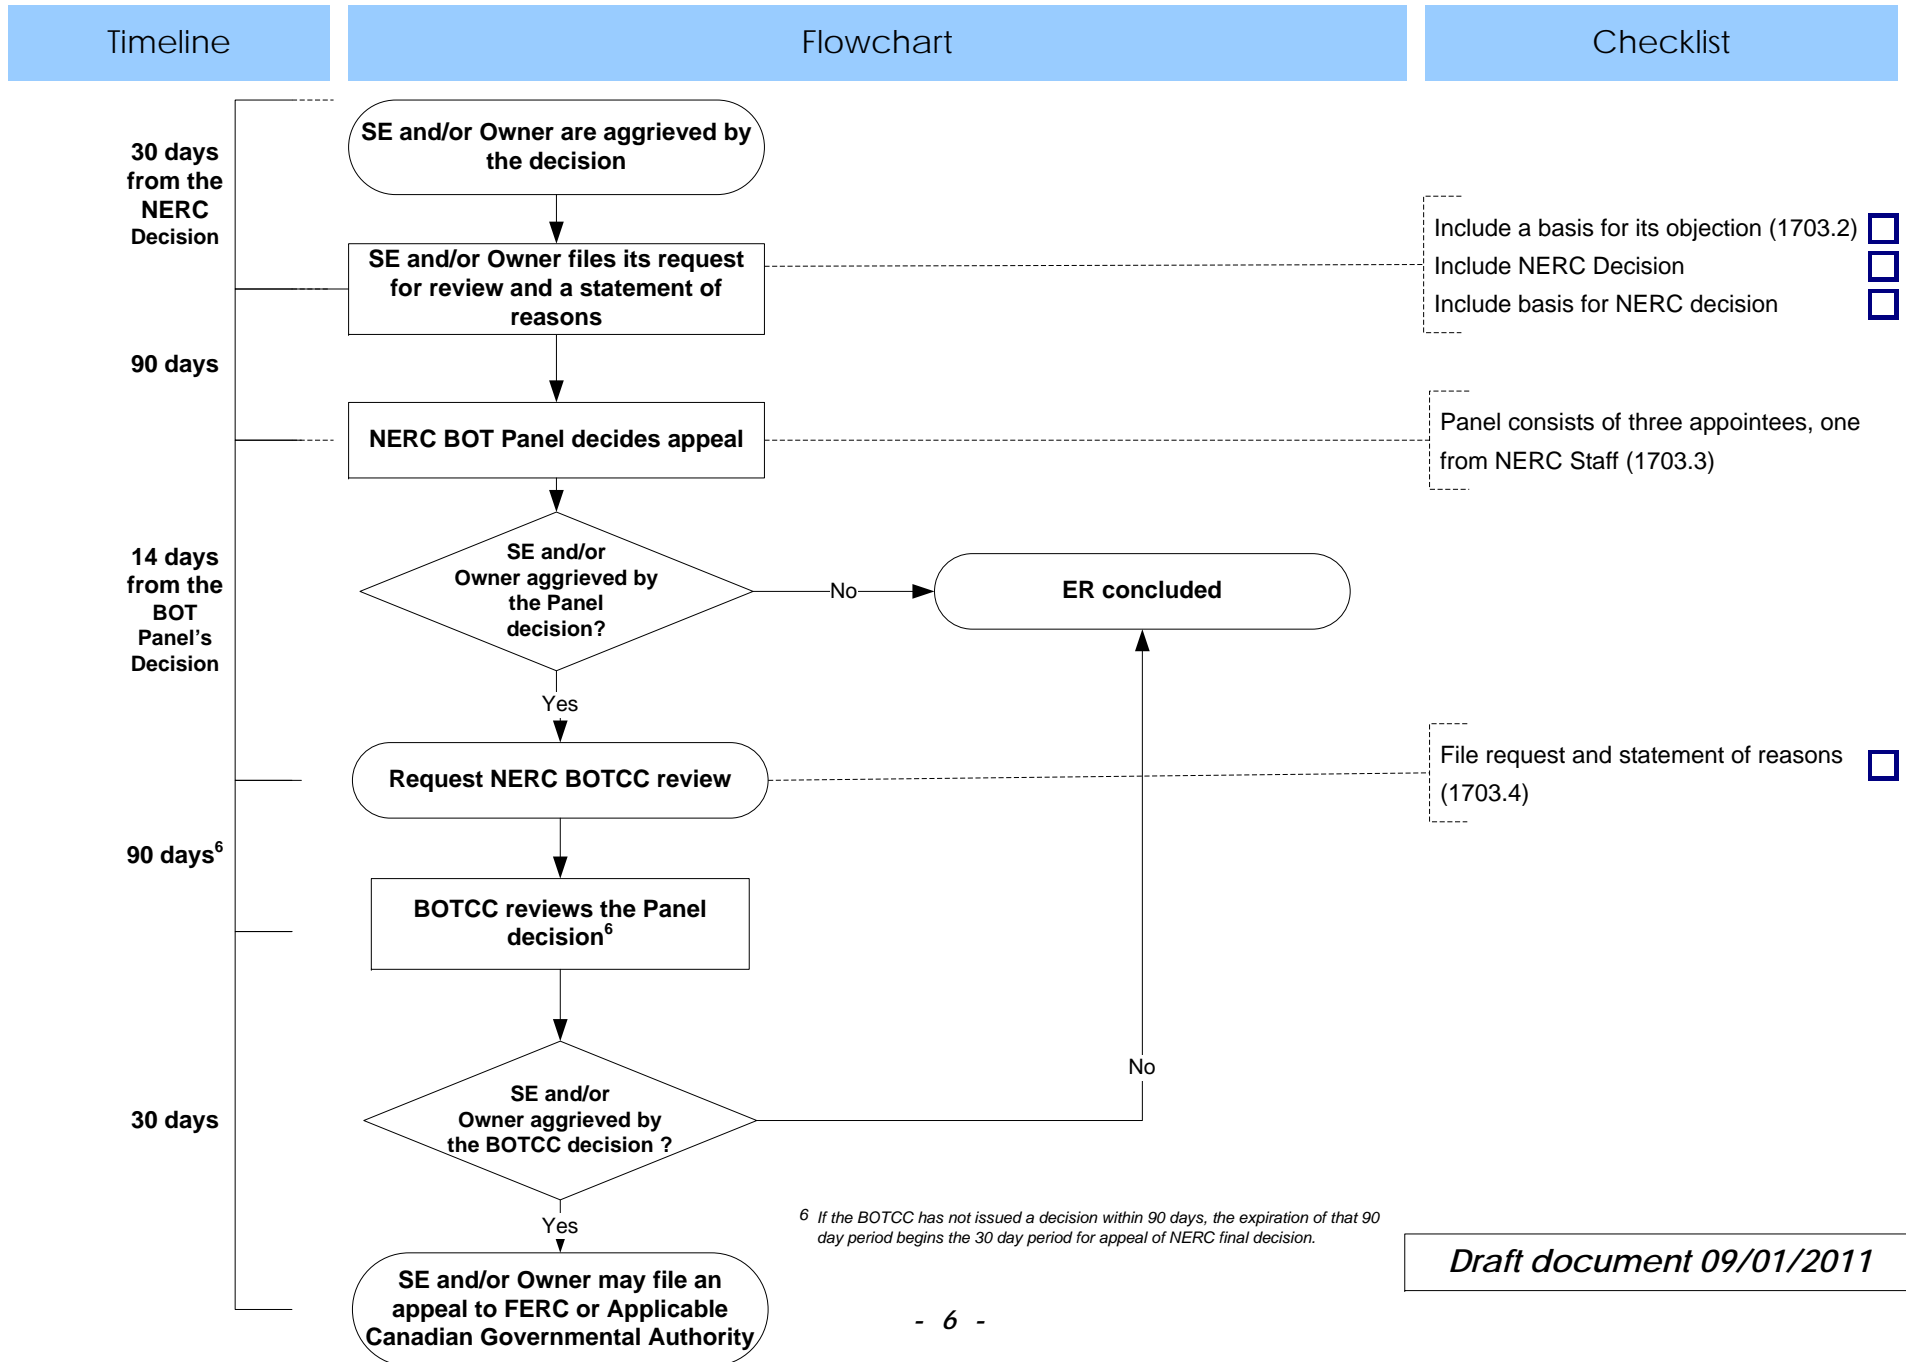 Timeline
Flowchart
Checklist
30 days
from the
NERC
Decision
SE and/or Owner are aggrieved by
the decision
SE and/or Owner files its request
for review and a statement of
reasons
Include a basis for its objection (1703.2)
Include NERC Decision
Include basis for NERC decision
90 days
NERC BOT Panel decides appeal
Panel consists of three appointees, one
from NERC Staff (1703.3)
14 days
from the
BOT
Panel's
Decision
SE and/or
Owner aggrieved by
the Panel
decision?
No
ER concluded
Yes
Request NERC BOTCC review
File request and statement of reasons
(1703.4)
90 days6
BOTCC reviews the Panel
decision6
30 days
SE and/or
Owner aggrieved by
the BOTCC decision ?
No
Yes
SE and/or Owner may file an
appeal to FERC or Applicable
Canadian Governmental Authority
6 If the BOTCC has not issued a decision within 90 days, the expiration of that 90
day period begins the 30 day period for appeal of NERC final decision.
Draft document 09/01/2011
- 6 -